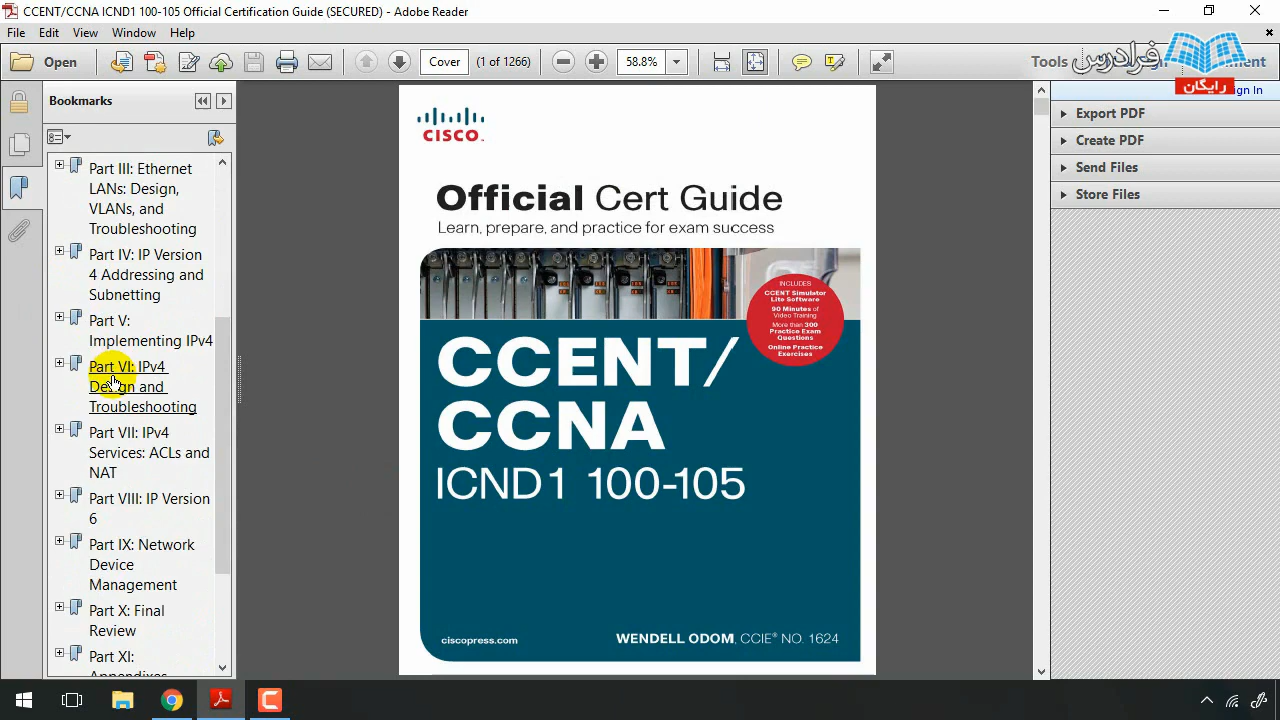 CCENT/CCNA ICND1 100-105 Official Certification Guide (SECURED) - Adobe Reader
File Edit View Window Help
Open
Cover
(1 of 1266)
58.8%
Tools
فرادرس
رایگان
Bookmarks
Part III: Ethernet
LANs: Design,
VLANs, and
Troubleshooting
Part IV: IP Version
4 Addressing and
Subnetting
Part V:
Implementing IPv4
Part VI: IPv4
Design and
Troubleshooting
Part VII: IPv4
Services: ACLs and
NAT
Part VIII: IP Version
6
Part IX: Network
Device
Management
Part X: Final
Review
Part XI:
Appendixes
CISCO
Official Cert Guide
Learn, prepare, and practice for exam success
INCLUDES
CCENT Simulator
Lite Software
90 Minutes of
Video Training
More than 300
Practice Exam
Questions
Online Practice
Exercises
CCENT/
CCNA
ICND1 100-105
ciscopress.com
WENDELL ODOM, CCIE® NO. 1624
Export PDF
Create PDF
Send Files
Store Files